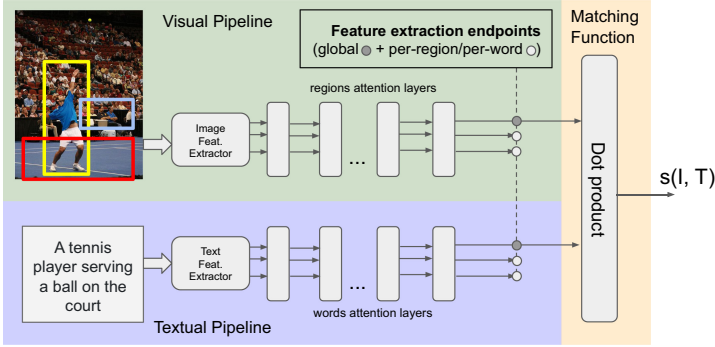 Visual Pipeline
Feature extraction endpoints
(global + per-region/per-word )
Matching
Function
regions attention layers
Image
Feat.
Extractor
...
Dot product
s(I, T)
A tennis
player serving
a ball on the
court
Text
Feat.
Extractor
...
words attention layers
Textual Pipeline